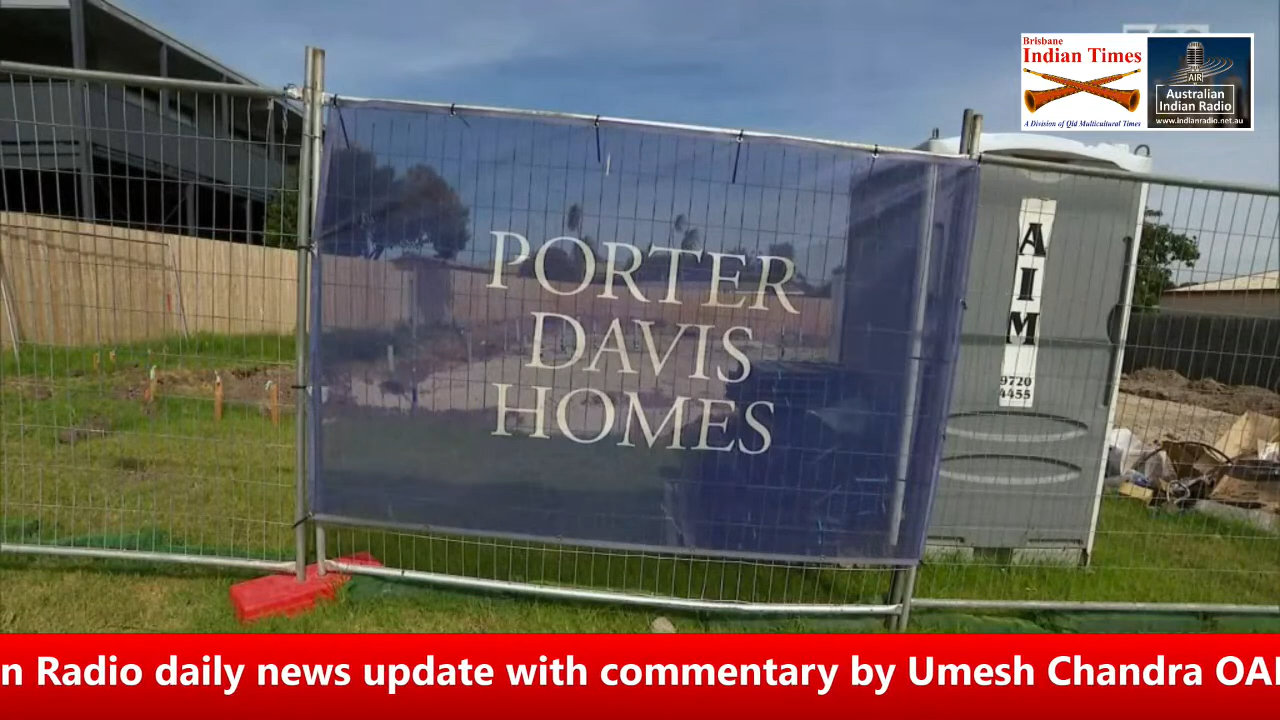 Brisbane
Indian Times
A Division of Qld Multicultural Times
AIR
Australian
Indian Radio
www.indianradio.net.au
PORTER
DAVIS
HOMES
AIM
9720
4455
n Radio daily news update with commentary by Umesh Chandra OA